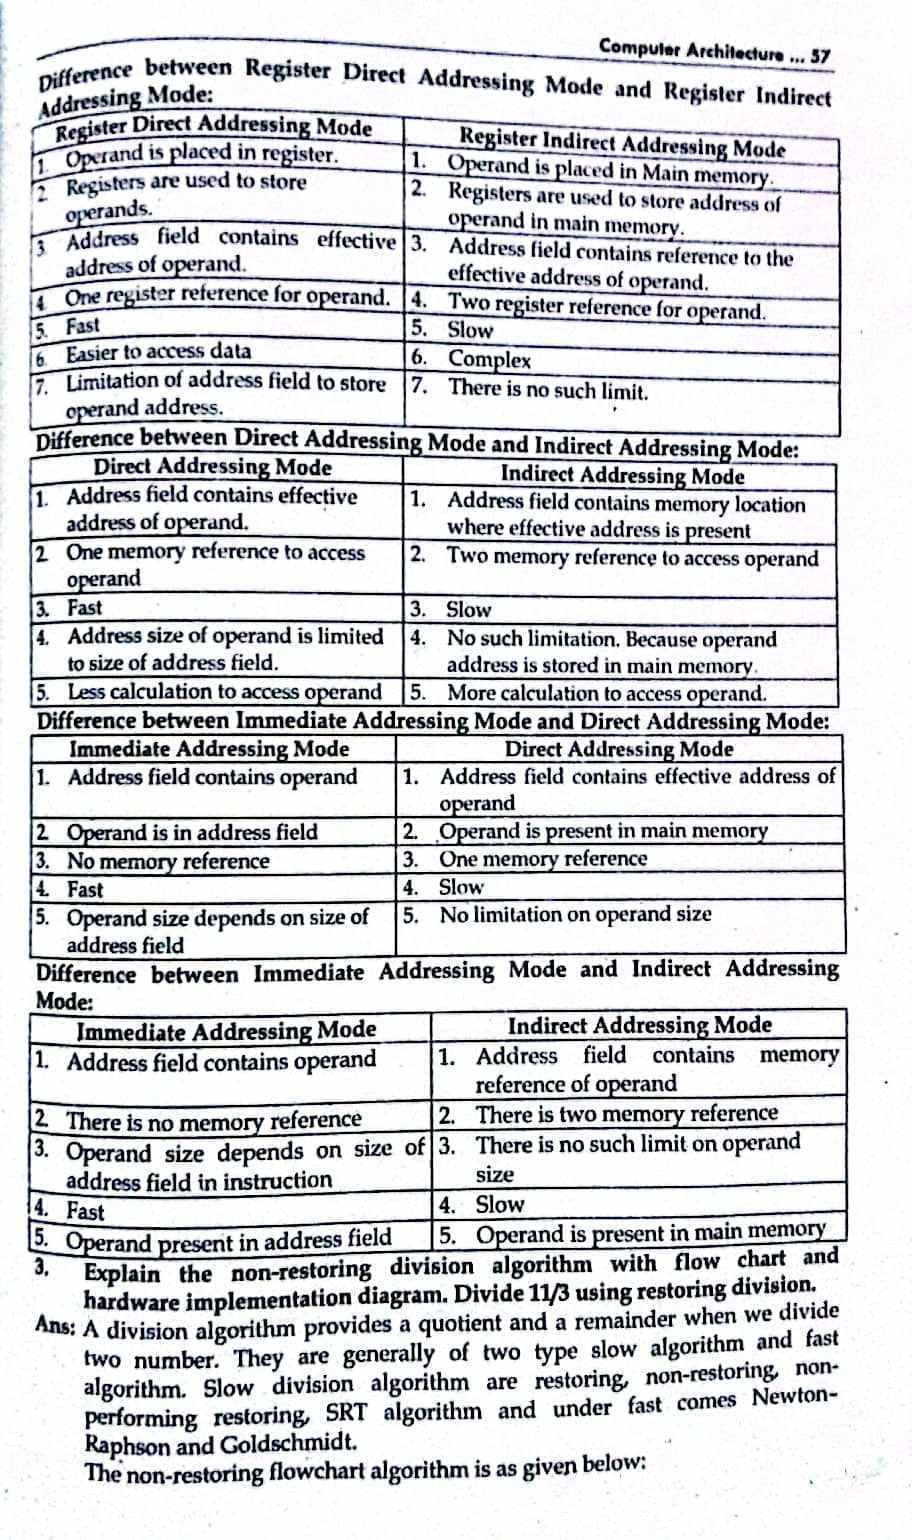 Computer Architecture ... 57
Difference between Register Direct Addressing Mode and Register Indirect
Addressing Mode:
Register Direct Addressing Mode
Register Indirect Addressing Mode
1. Operand is placed in register.
1. Operand is placed in Main memory.
2 Registers are used to store
operands.
2. Registers are used to store address of
operand in main memory.
3 Address field contains effective
address of operand.
3. Address field contains reference to the
effective address of operand.
4 One register reference for operand.
4. Two register reference for operand.
5. Fast
5. Slow
6. Easier to access data
6. Complex
7. Limitation of address field to store
operand address.
7. There is no such limit.
Difference between Direct Addressing Mode and Indirect Addressing Mode:
Direct Addressing Mode
Indirect Addressing Mode
1. Address field contains effective
address of operand.
1. Address field contains memory location
where effective address is present
2 One memory reference to access
operand
2. Two memory reference to access operand
3. Fast
3. Slow
4. Address size of operand is limited
to size of address field.
4. No such limitation. Because operand
address is stored in main memory.
5. Less calculation to access operand
5. More calculation to access operand.
Difference between Immediate Addressing Mode and Direct Addressing Mode:
Immediate Addressing Mode
Direct Addressing Mode
1. Address field contains operand
1. Address field contains effective address of
operand
2 Operand is in address field
2. Operand is present in main memory
3. No memory reference
3. One memory reference
4. Fast
4. Slow
5. Operand size depends on size of
address field
5. No limitation on operand size
Difference between Immediate Addressing Mode and Indirect Addressing
Mode:
Immediate Addressing Mode
Indirect Addressing Mode
1. Address field contains operand
1. Address field contains memory
reference of operand
2. There is no memory reference
2. There is two memory reference
3. Operand size depends on size of
address field in instruction
3. There is no such limit on operand
size
4. Fast
4. Slow
5. Operand present in address field
5. Operand is present in main memory
3. Explain the non-restoring division algorithm with flow chart and
hardware implementation diagram. Divide 11/3 using restoring division.
Ans: A division algorithm provides a quotient and a remainder when we divide
two number. They are generally of two type slow algorithm and fast
algorithm. Slow division algorithm are restoring, non-restoring, non-
performing restoring, SRT algorithm and under fast comes Newton-
Raphson and Goldschmidt.
The non-restoring flowchart algorithm is as given below: